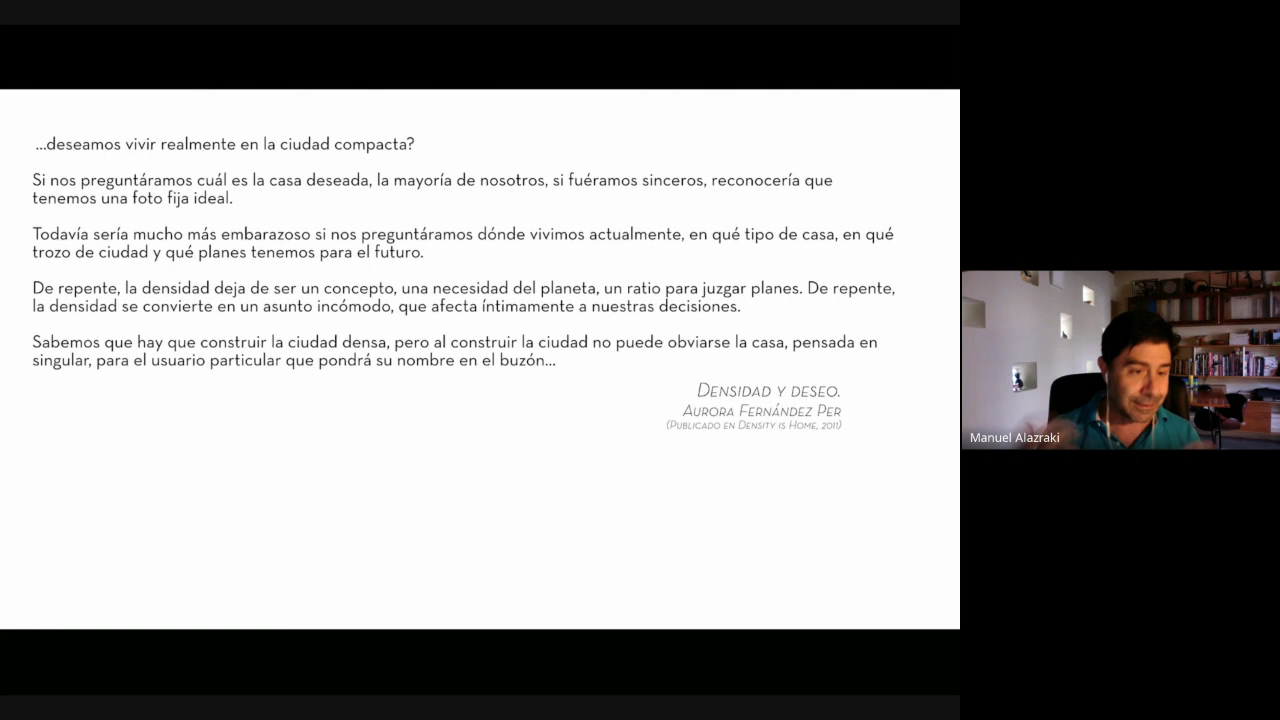 ...deseamos vivir realmente en la ciudad compacta?
Si nos preguntáramos cuál es la casa deseada, la mayoría de nosotros, si fuéramos sinceros, reconocería que
tenemos una foto fija ideal.
Todavía sería mucho más embarazoso si nos preguntáramos dónde vivimos actualmente, en qué tipo de casa, en qué
trozo de ciudad y qué planes tenemos para el futuro.
De repente, la densidad deja de ser un concepto, una necesidad del planeta, un ratio para juzgar planes. De repente,
la densidad se convierte en un asunto incómodo, que afecta íntimamente a nuestras decisiones.
Sabemos que hay que construir la ciudad densa, pero al construir la ciudad no puede obviarse la casa, pensada en
singular, para el usuario particular que pondrá su nombre en el buzón...
Densidad y deseo.
Aurora Fernández Per
(Publicado en Density is Home, 2011)
Manuel Alazraki